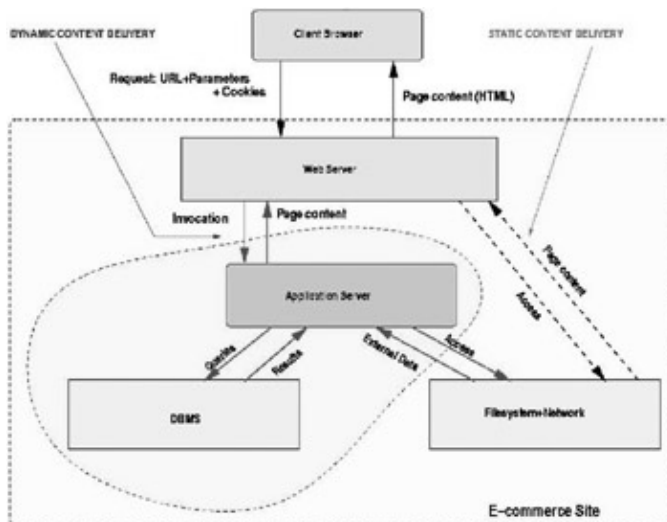 DYNAMIC CONTENT DELIVERY
Client Browser
STATIC CONTENT DELIVERY
Request: URL+Parameters
+ Cookies
Page content (HTML)
Web Server
Invocation
Page content
Page content
Access
Application Server
Queries
Results
External Data
Access
DBMS
Filesystem+Network
E-commerce Site